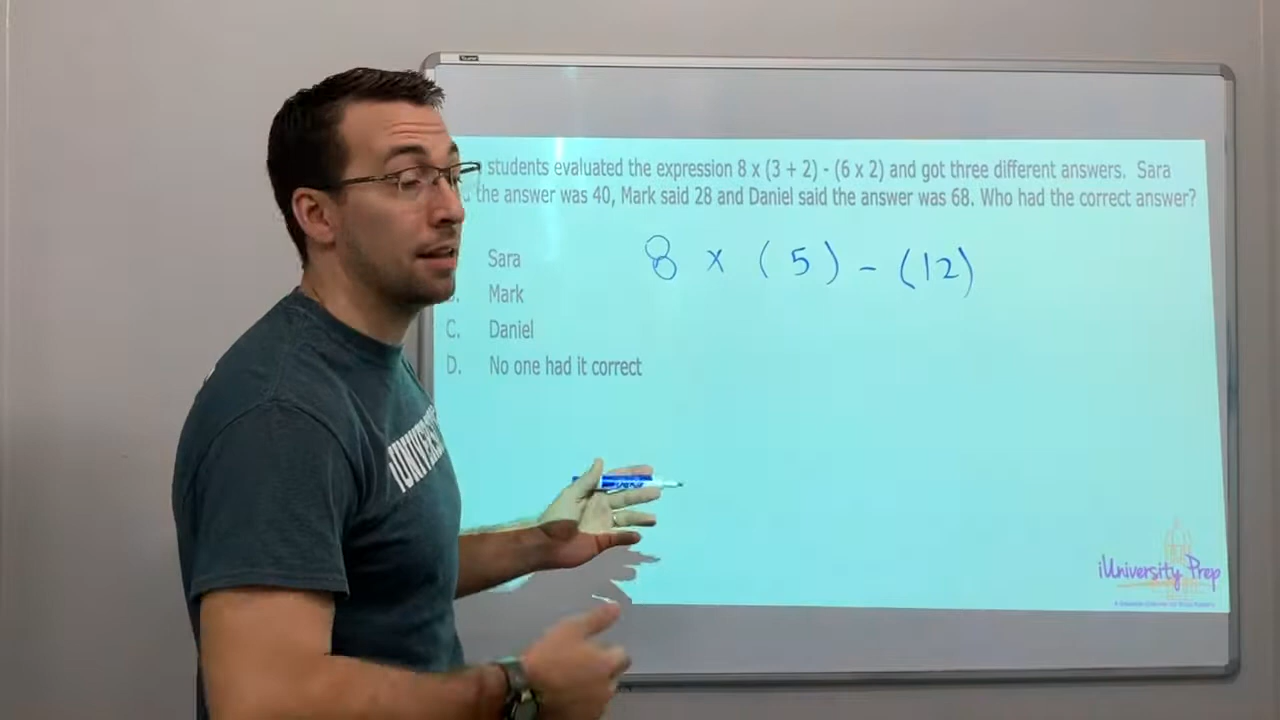 students evaluated the expression 8 x (3 + 2) - (6 x 2) and got three different answers. Sara
the answer was 40, Mark said 28 and Daniel said the answer was 68. Who had the correct answer?
Sara
8 x (5) - (12)
Mark
C. Daniel
D. No one had it correct
iUniversity Prep